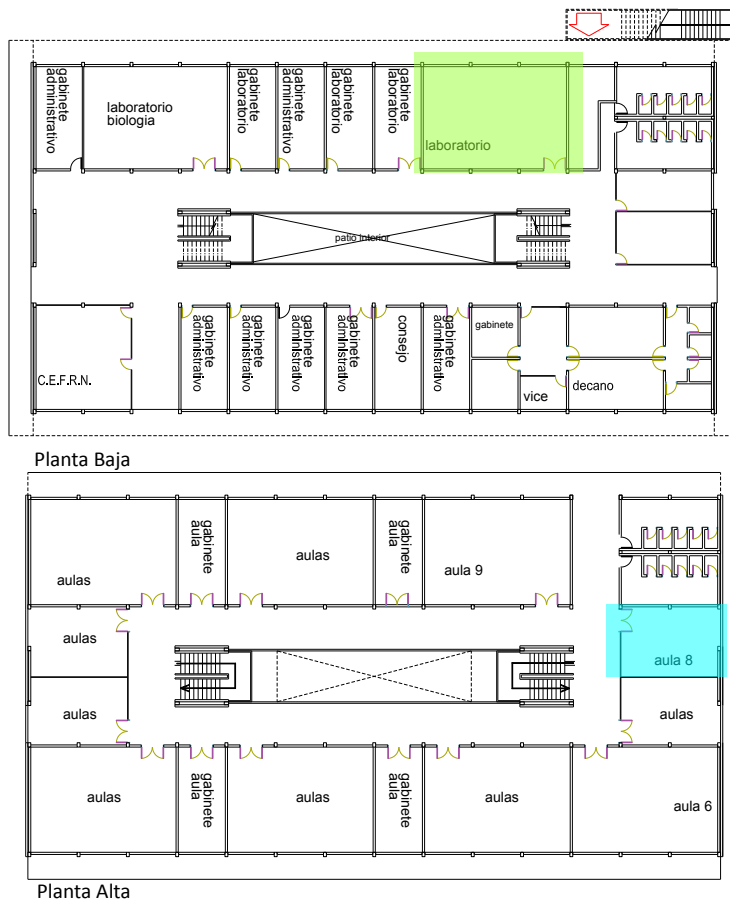 gabinete
administrativo
laboratorio
biologia
gabinete
laboratorio
gabinete
administrativo
gabinete
laboratorio
gabinete
laboratorio
laboratorio
patio interior
C.E.F.R.N.
gabinete
administrativo
gabinete
administrativo
gabinete
administrativo
gabinete
administrativo
consejo
gabinete
administrativo
gabinete
vice
decano
Planta Baja
aulas
gabinete
aula
aulas
gabinete
aula
aula 9
aulas
aula 8
aulas
aulas
aulas
gabinete
aula
aulas
gabinete
aula
aulas
aula 6
Planta Alta